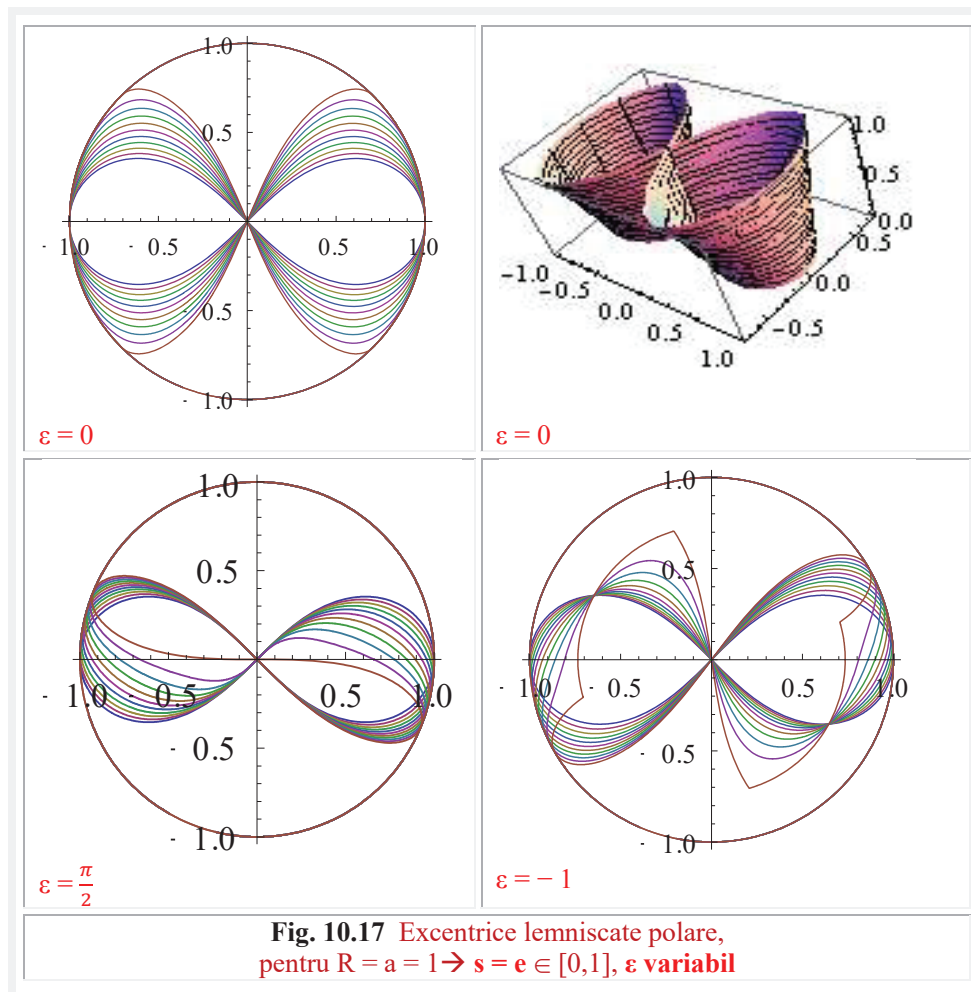 1.0
0.5
- 1.0 - 0.5 0.5 1.0
- 0.5
- 1.0
ε = 0
1.0
0.5
0.0
0.5
0.0
-0.5
-1.0
-0.5
0.0
0.5
1.0
ε = 0
1.0
0.5
- 1.0 - 0.5 0.5 1.0
- 0.5
- 1.0
ε = π/2
1.0
0.5
- 1.0 - 0.5 0.5 1.0
- 0.5
- 1.0
ε = − 1
Fig. 10.17 Excentrice lemniscate polare,
pentru R = a = 1→ s = e ∈ [0,1], ε variabil